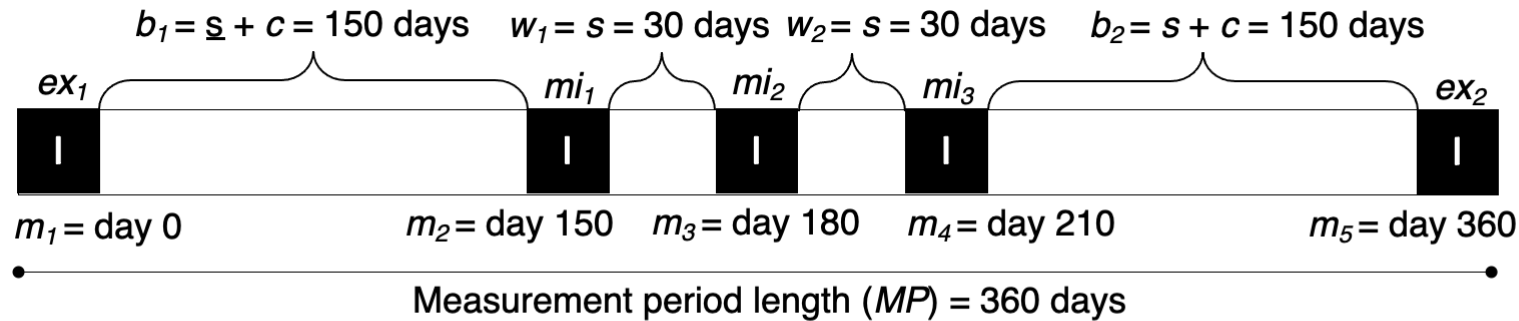 b₁ = s + c = 150 days w₁ = s = 30 days w₂ = s = 30 days b₂ = s + c = 150 days
ex₁ mi₁ mi₂ mi₃ ex₂
I I I I I
m₁ = day 0 m₂ = day 150 m₃ = day 180 m₄ = day 210 m₅ = day 360
Measurement period length (MP) = 360 days